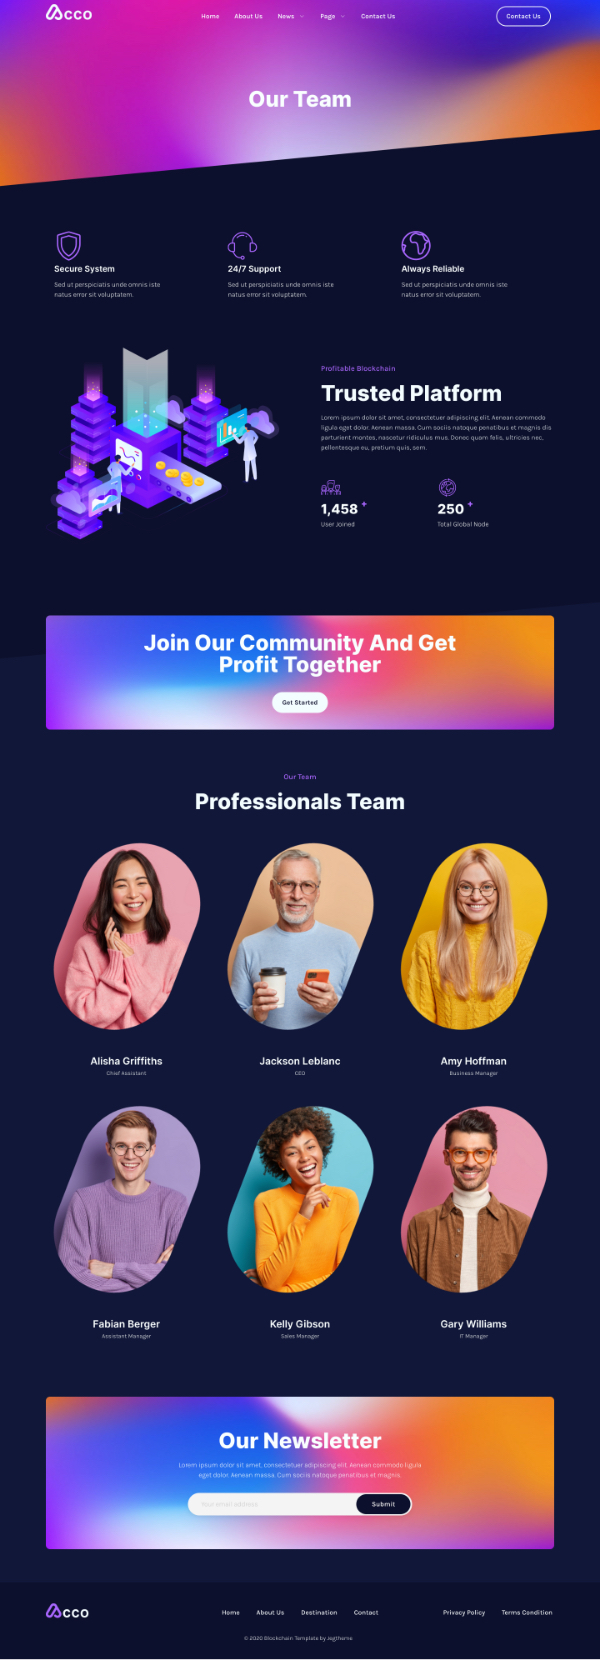 Acco
Home About Us News Page Contact Us
Contact Us
Our Team
Secure System
Sed ut perspiciatis unde omnis iste
natus error sit voluptatem.
24/7 Support
Sed ut perspiciatis unde omnis iste
natus error sit voluptatem.
Always Reliable
Sed ut perspiciatis unde omnis iste
natus error sit voluptatem.
Profitable Blockchain
Trusted Platform
Lorem ipsum dolor sit amet, consectetuer adipiscing elit. Aenean commodo
ligula eget dolor. Aenean massa. Cum sociis natoque penatibus et magnis dis
parturient montes, nascetur ridiculus mus. Donec quam felis, ultricies nec,
pellentesque eu, pretium quis, sem.
1,458 +
User Joined
250 +
Total Global Node
Join Our Community And Get
Profit Together
Get Started
Our Team
Professionals Team
Alisha Griffiths
Chief Assistant
Jackson Leblanc
CEO
Amy Hoffman
Business Manager
Fabian Berger
Assistant Manager
Kelly Gibson
Sales Manager
Gary Williams
IT Manager
Our Newsletter
Lorem ipsum dolor sit amet, consectetuer adipiscing elit. Aenean commodo ligula
eget dolor. Aenean massa. Cum sociis natoque penatibus et magnis.
Your email address
Submit
Acco
Home About Us Destination Contact
Privacy Policy Terms Condition
© 2020 Blockchain Template by Jegtheme